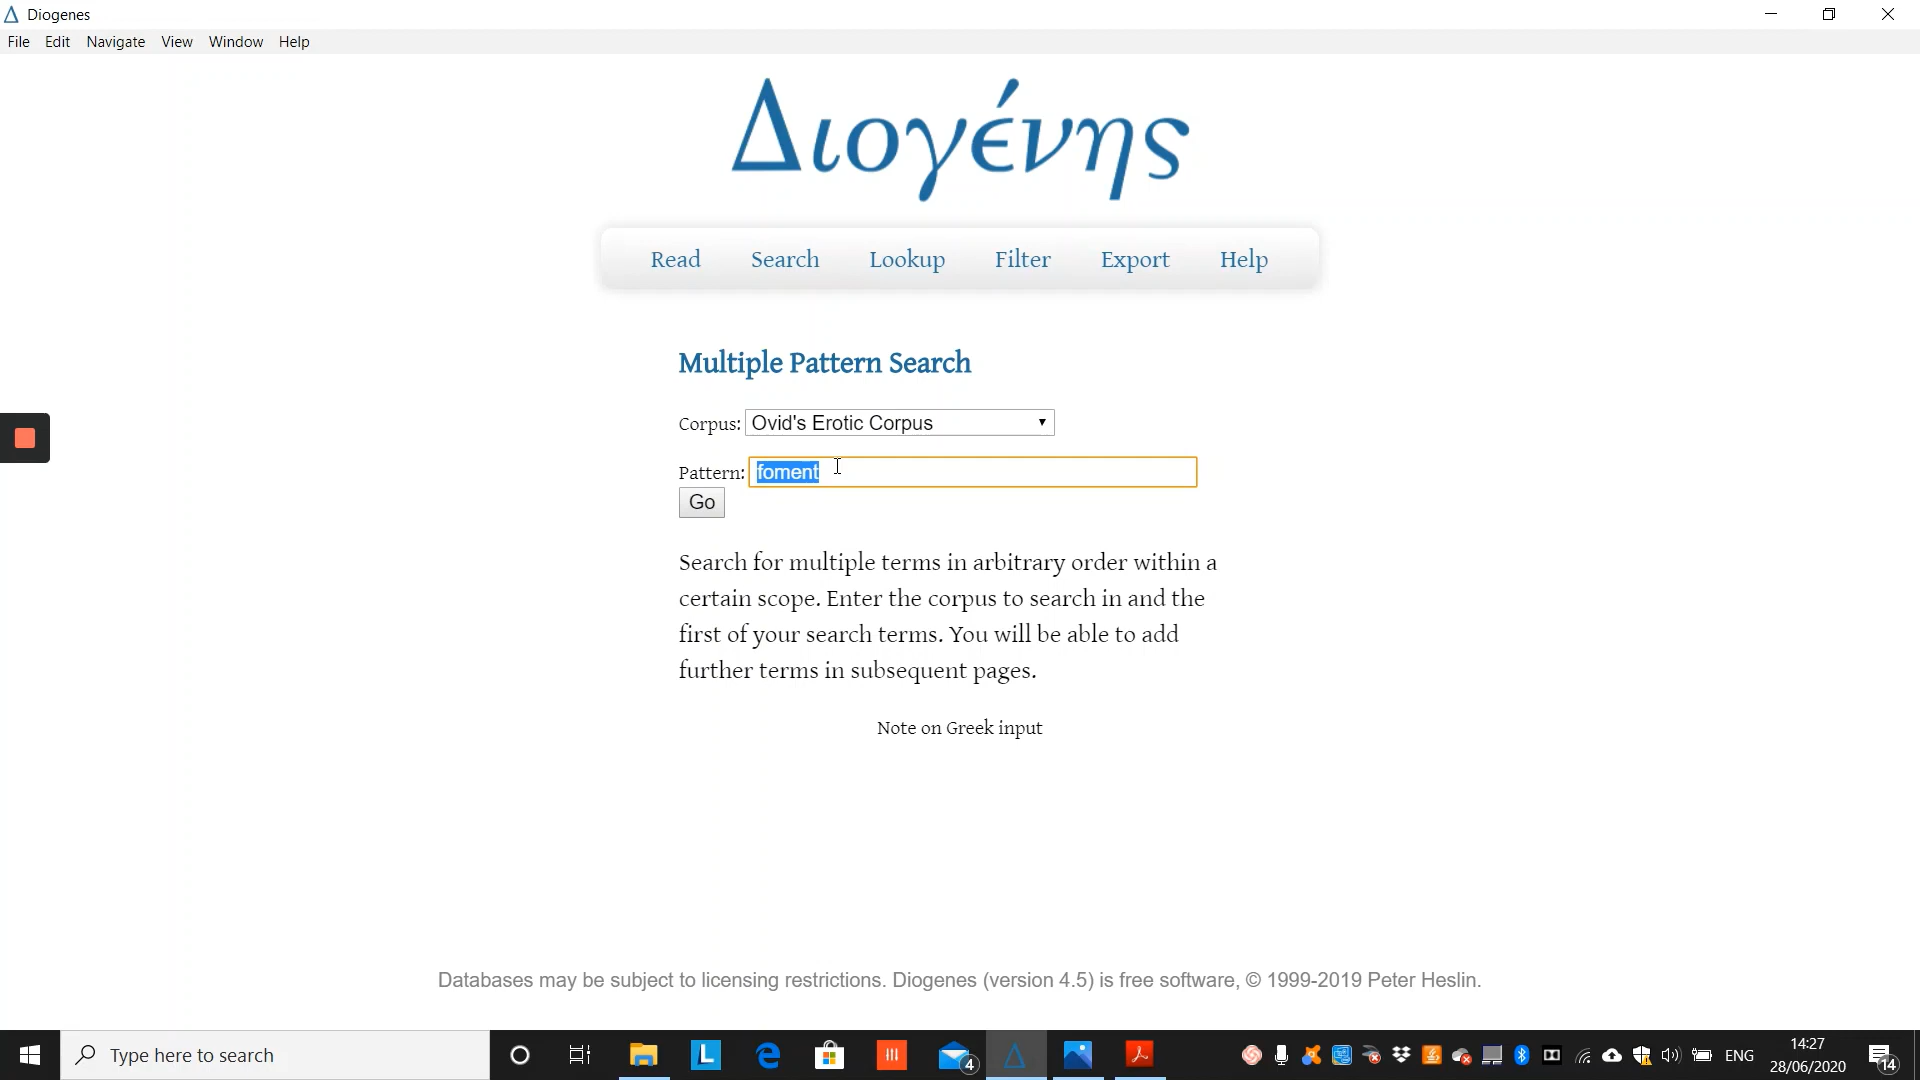 Diogenes
File Edit Navigate View Window Help
Διογένης
Read Search Lookup Filter Export Help
Multiple Pattern Search
Corpus: Ovid's Erotic Corpus
Pattern: foment
Go
Search for multiple terms in arbitrary order within a
certain scope. Enter the corpus to search in and the
first of your search terms. You will be able to add
further terms in subsequent pages.
Note on Greek input
Databases may be subject to licensing restrictions. Diogenes (version 4.5) is free software, © 1999-2019 Peter Heslin.
Type here to search
L
4
ENG
14:27
28/06/2020
14